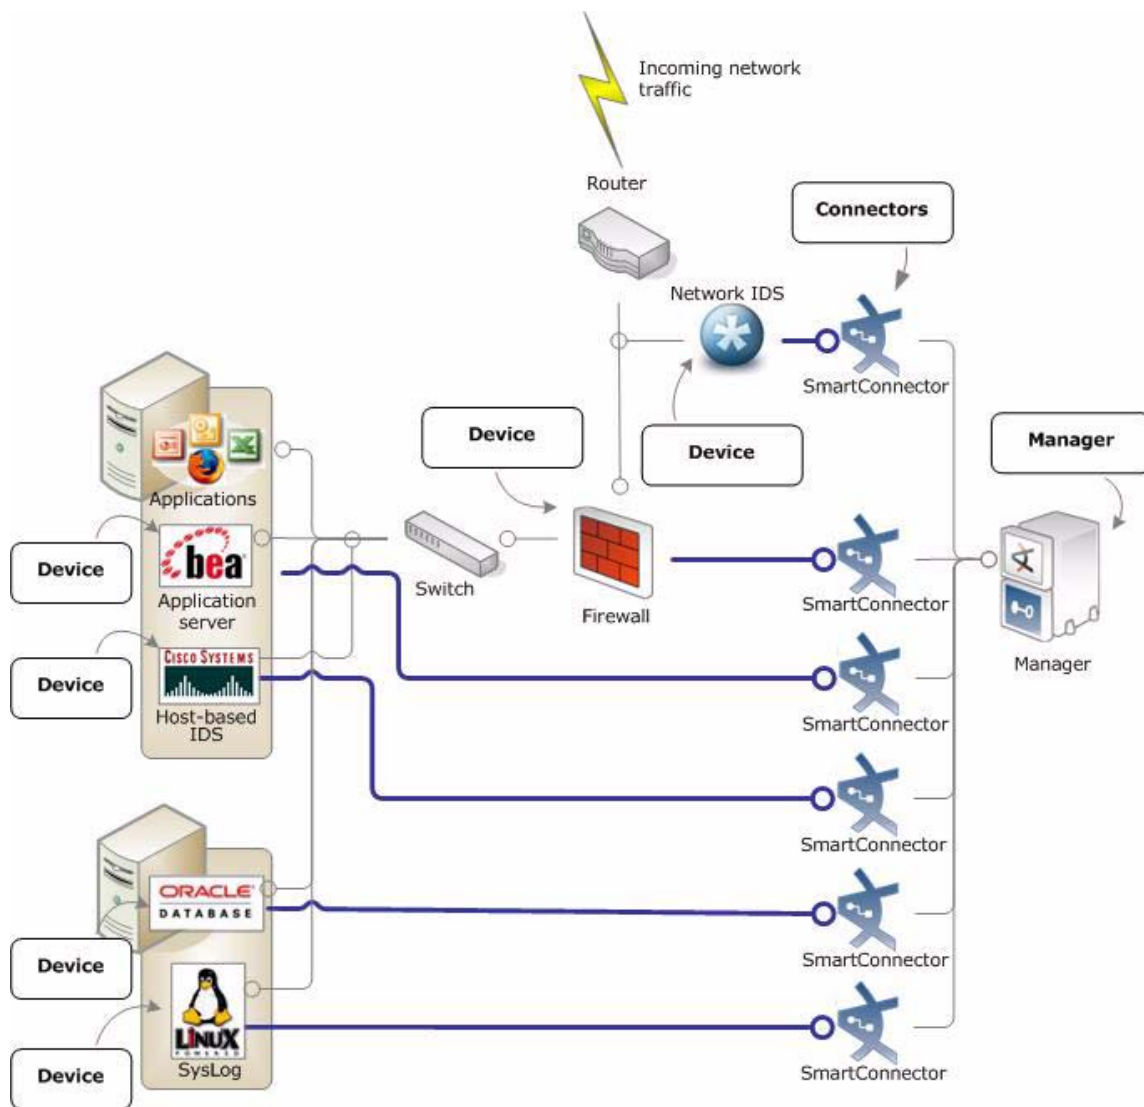 Incoming network
traffic
Router
Connectors
Network IDS
SmartConnector
Device
Device
Manager
Applications
Device
bea
Application
server
Switch
Firewall
SmartConnector
Manager
Device
CISCO SYSTEMS
Host-based
IDS
SmartConnector
SmartConnector
ORACLE
DATABASE
Device
SmartConnector
LINUX
POWERED
SysLog
Device
SmartConnector